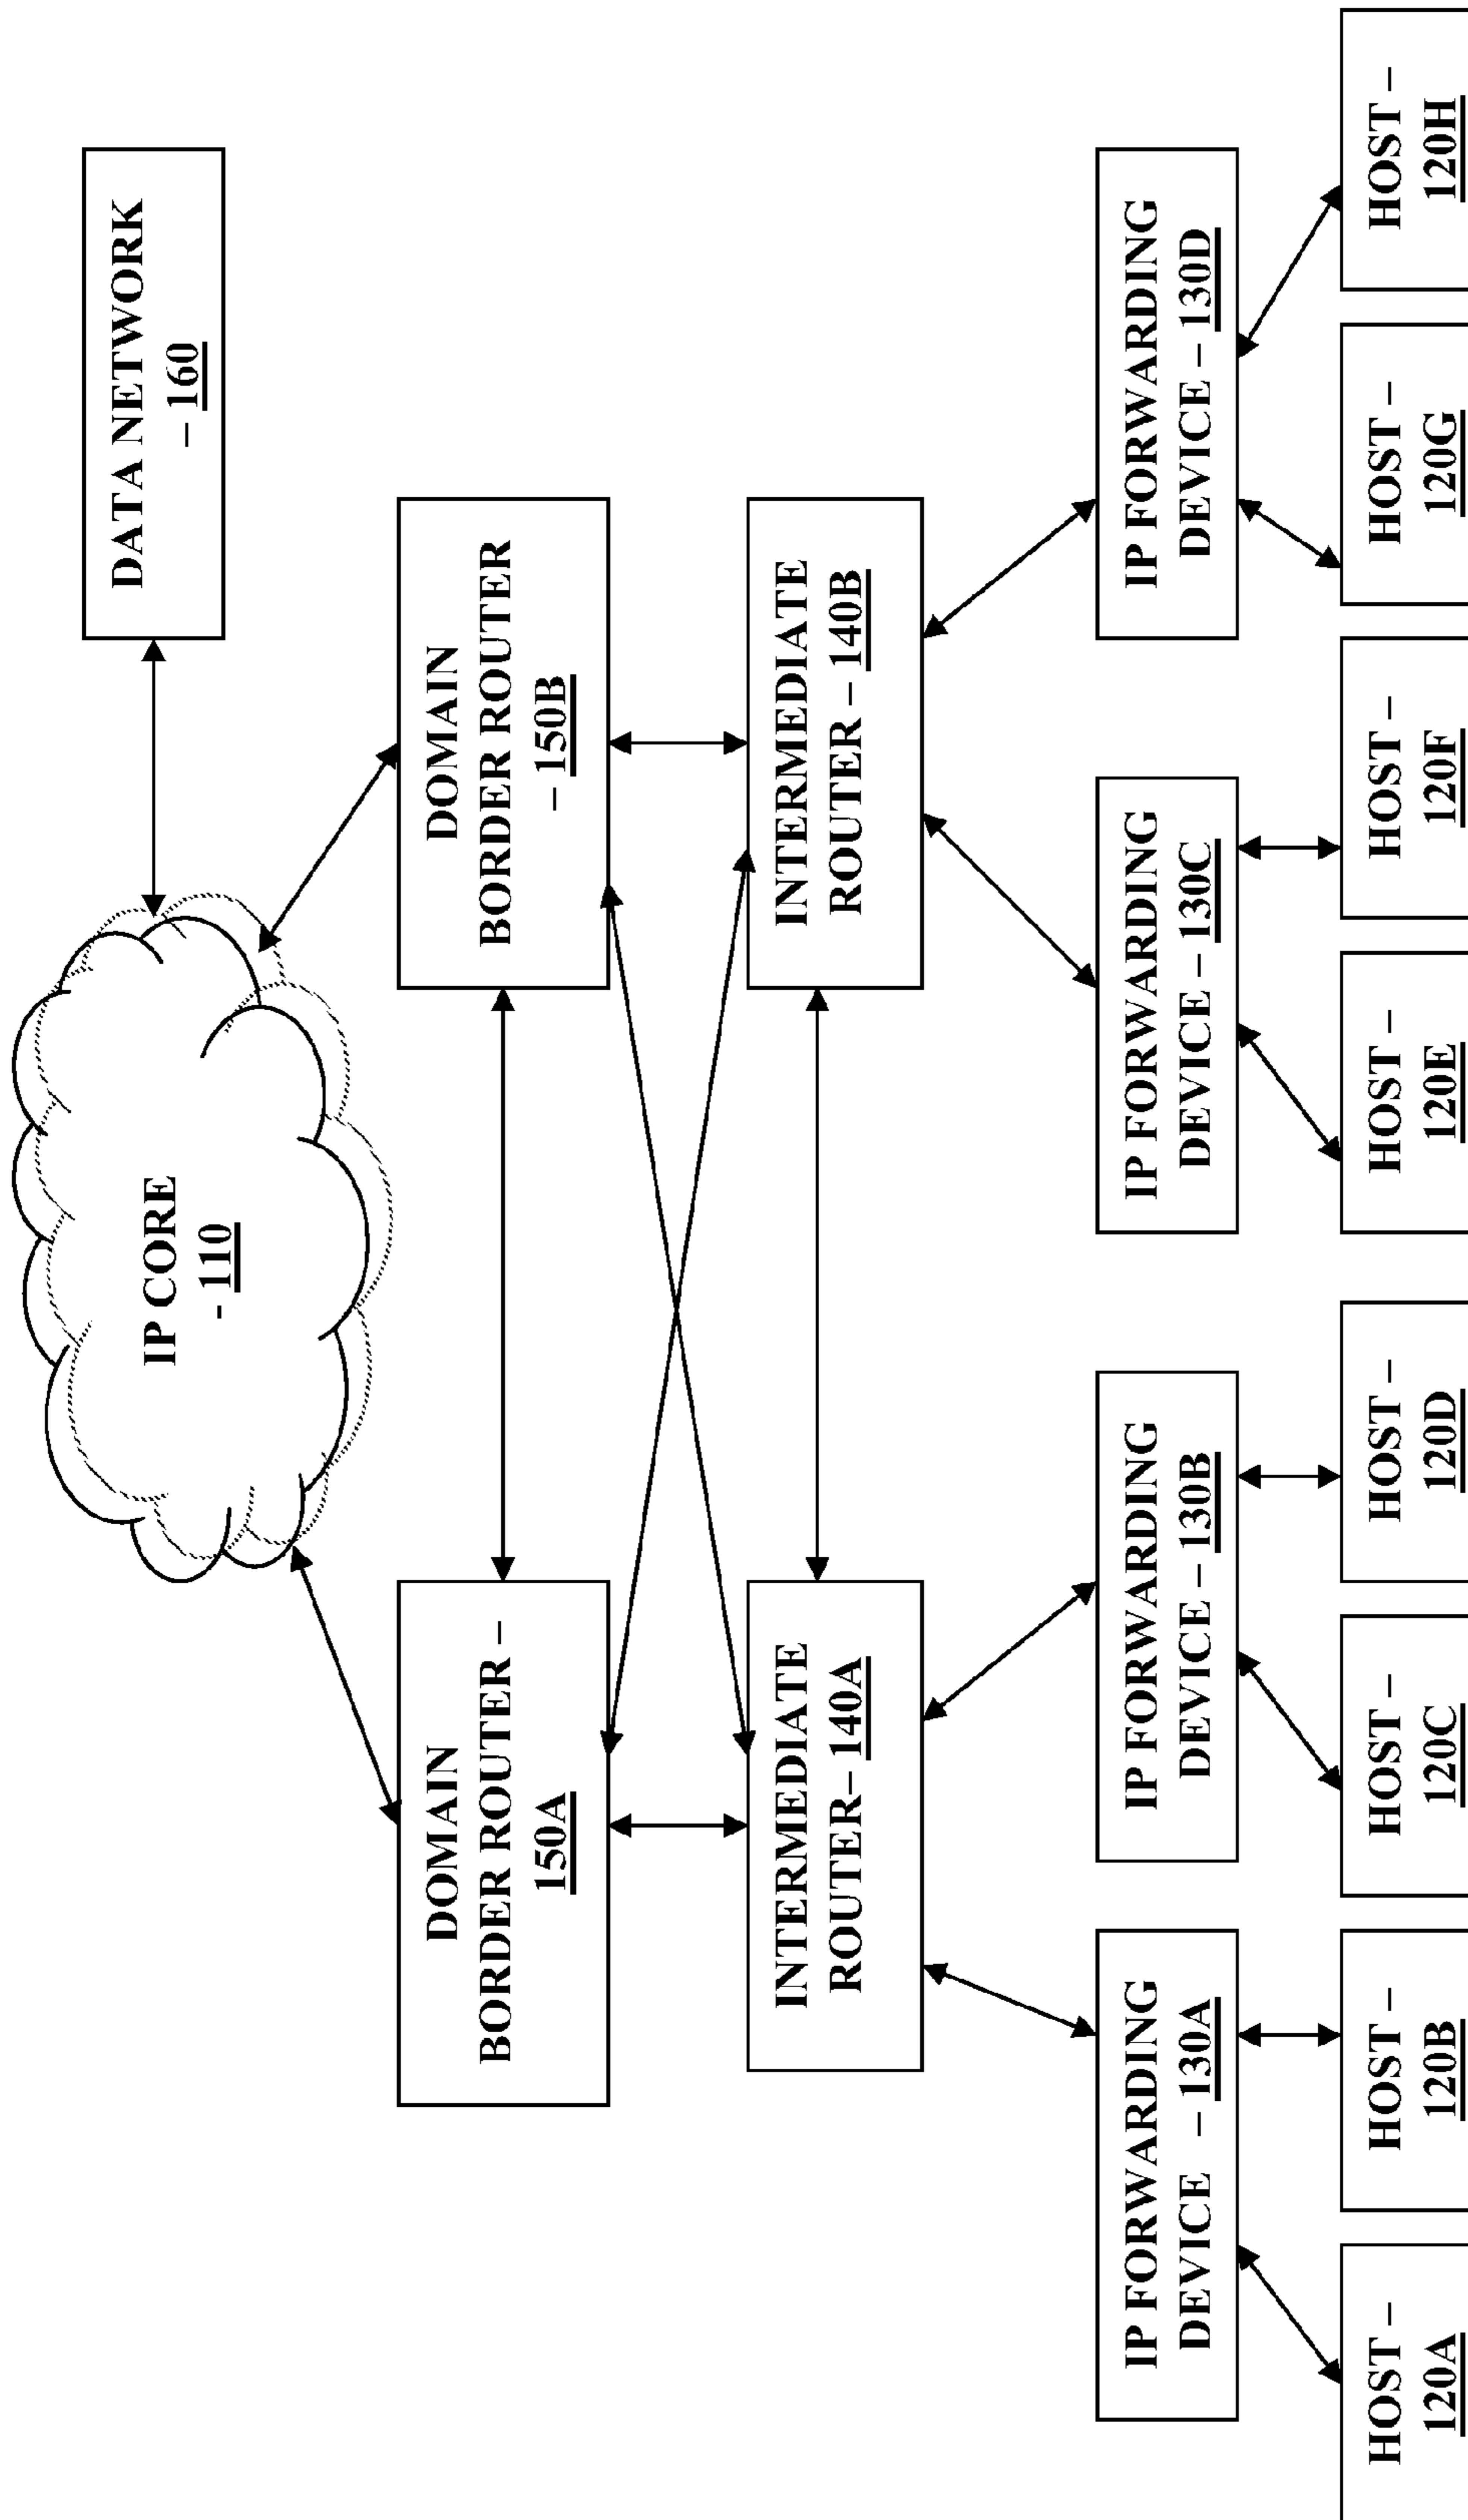 IP CORE
- 110
DATA NETWORK
– 160
DOMAIN
BORDER ROUTER –
150A
DOMAIN
BORDER ROUTER
– 150B
INTERMEDIATE
ROUTER– 140A
INTERMEDIATE
ROUTER – 140B
IP FORWARDING
DEVICE – 130A
IP FORWARDING
DEVICE – 130B
IP FORWARDING
DEVICE – 130C
IP FORWARDING
DEVICE – 130D
HOST –
120A
HOST –
120B
HOST –
120C
HOST –
120D
HOST –
120E
HOST –
120F
HOST –
120G
HOST –
120H